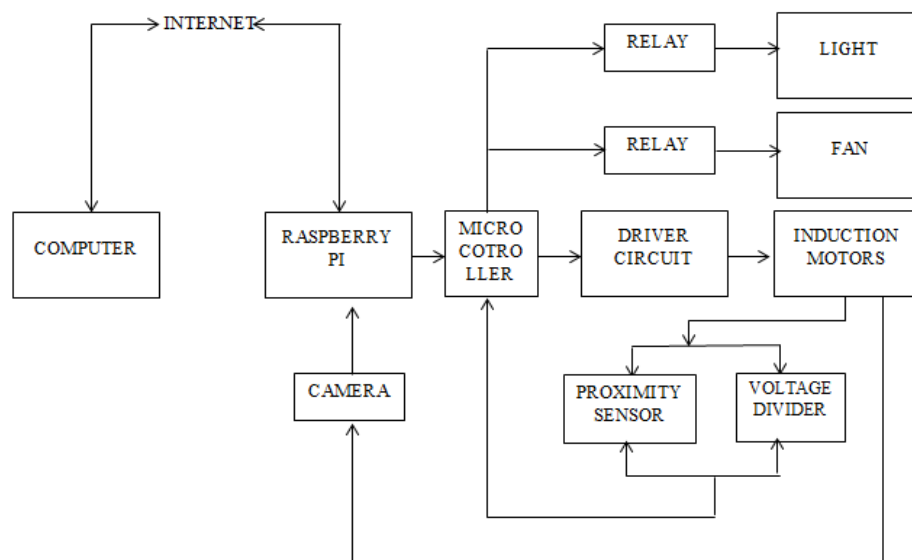 INTERNET
RELAY
LIGHT
RELAY
FAN
COMPUTER
RASPBERRY
PI
MICRO
COTRO
LLER
DRIVER
CIRCUIT
INDUCTION
MOTORS
CAMERA
PROXIMITY
SENSOR
VOLTAGE
DIVIDER